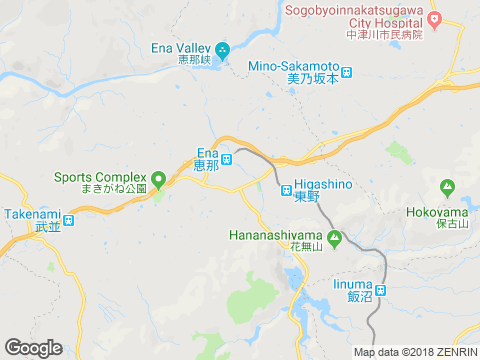 Sogobyoinnakatsugawa
City Hospital
中津川市民病院
Ena Valley
恵那峡
Mino-Sakamoto
美乃坂本
Ena
恵那
Sports Complex
まきがね公園
Higashino
東野
Takenami
武並
Hokoyama
保古山
Hananashiyama
花無山
Iinuma
飯沼
Google
Map data ©2018 ZENRIN